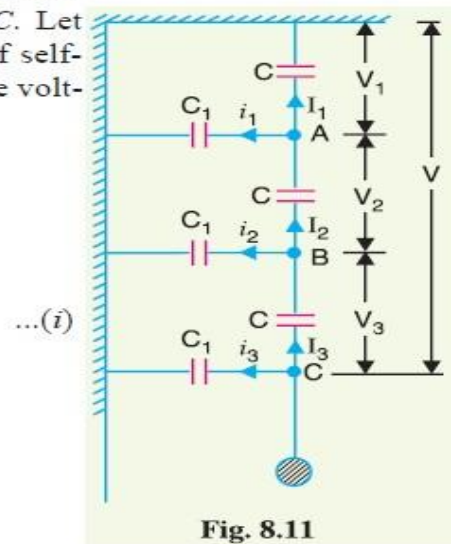 C. Let
f self-
e volt-
...(i)
C
V₁
I₁
C₁
i₁
A
V
C
V₂
I₂
C₁
i₂
B
C
V₃
I₃
C₁
i₃
C
Fig. 8.11